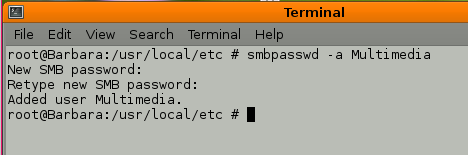 Terminal
File Edit View Search Terminal Help
root@Barbara:/usr/local/etc # smbpasswd -a Multimedia
New SMB password:
Retype new SMB password:
Added user Multimedia.
root@Barbara:/usr/local/etc #